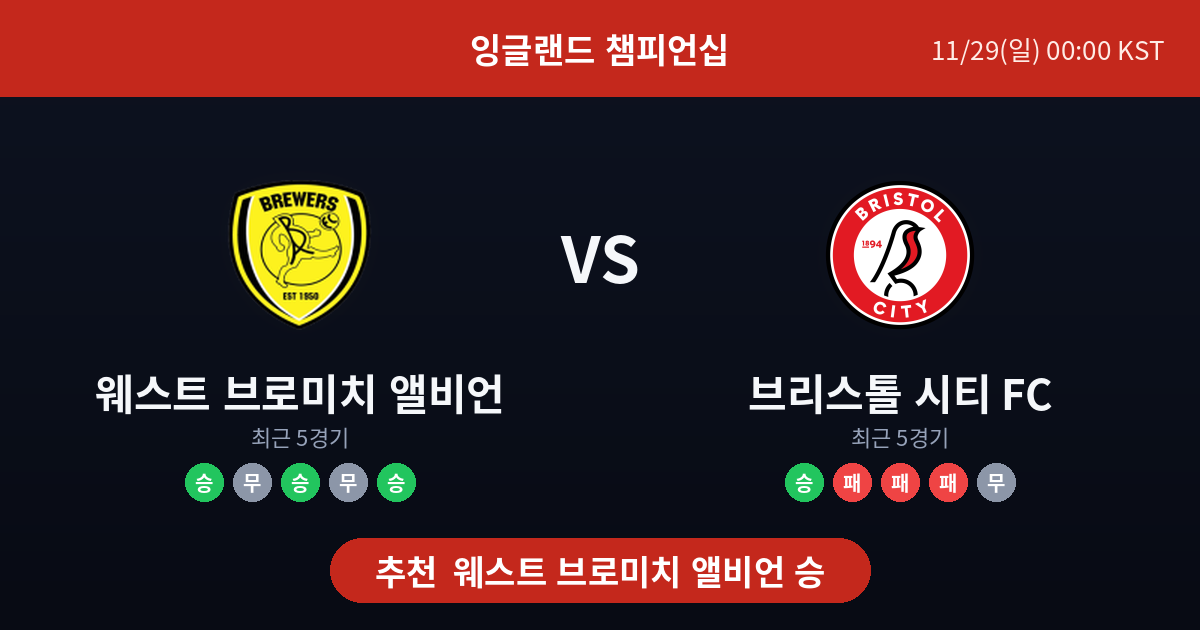 잉글랜드 챔피언십
11/29(일) 00:00 KST
BREWERS
EST 1950
VS
BRISTOL
1894
CITY
웨스트 브로미치 앨비언
브리스톨 시티 FC
최근 5경기
최근 5경기
승 무 승 무 승
승 패 패 패 무
추천 웨스트 브로미치 앨비언 승